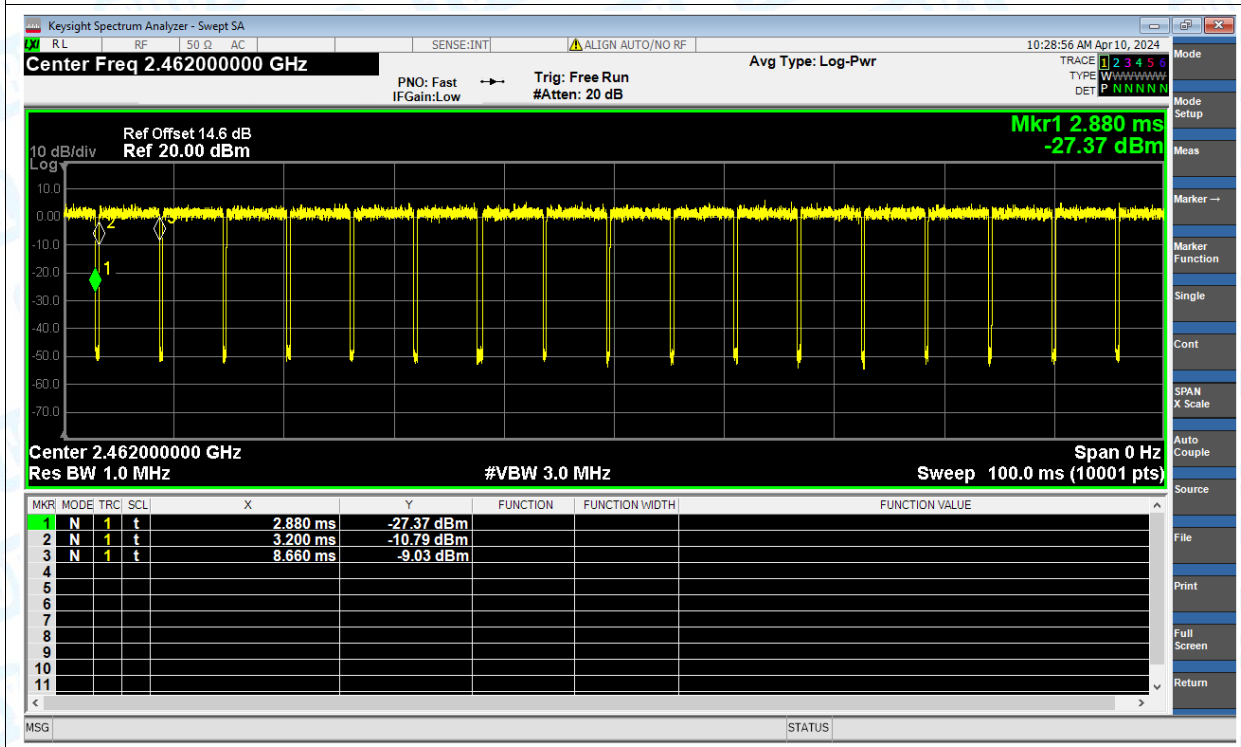 Keysight Spectrum Analyzer - Swept SA
LXI RL RF 50 Ω AC SENSE:INT ALIGN AUTO/NO RF 10:28:56 AM Apr 10, 2024
Center Freq 2.462000000 GHz Avg Type: Log-Pwr TRACE 1 2 3 4 5 6
PNO: Fast Trig: Free Run TYPE WWWWWW
IFGain:Low #Atten: 20 dB DET P N N N N N
Ref Offset 14.6 dB Mkr1 2.880 ms
10 dB/div Ref 20.00 dBm -27.37 dBm
Log
10.0
0.00
-10.0
-20.0
-30.0
-40.0
-50.0
-60.0
-70.0
2
3
1
Center 2.462000000 GHz Span 0 Hz
Res BW 1.0 MHz #VBW 3.0 MHz Sweep 100.0 ms (10001 pts)
MKR MODE TRC SCL X Y FUNCTION FUNCTION WIDTH FUNCTION VALUE
1 N 1 t 2.880 ms -27.37 dBm
2 N 1 t 3.200 ms -10.79 dBm
3 N 1 t 8.660 ms -9.03 dBm
4
5
6
7
8
9
10
11
MSG STATUS
Mode
Mode
Setup
Meas
Marker→
Marker
Function
Single
Cont
SPAN
X Scale
Auto
Couple
Source
File
Print
Full
Screen
Return